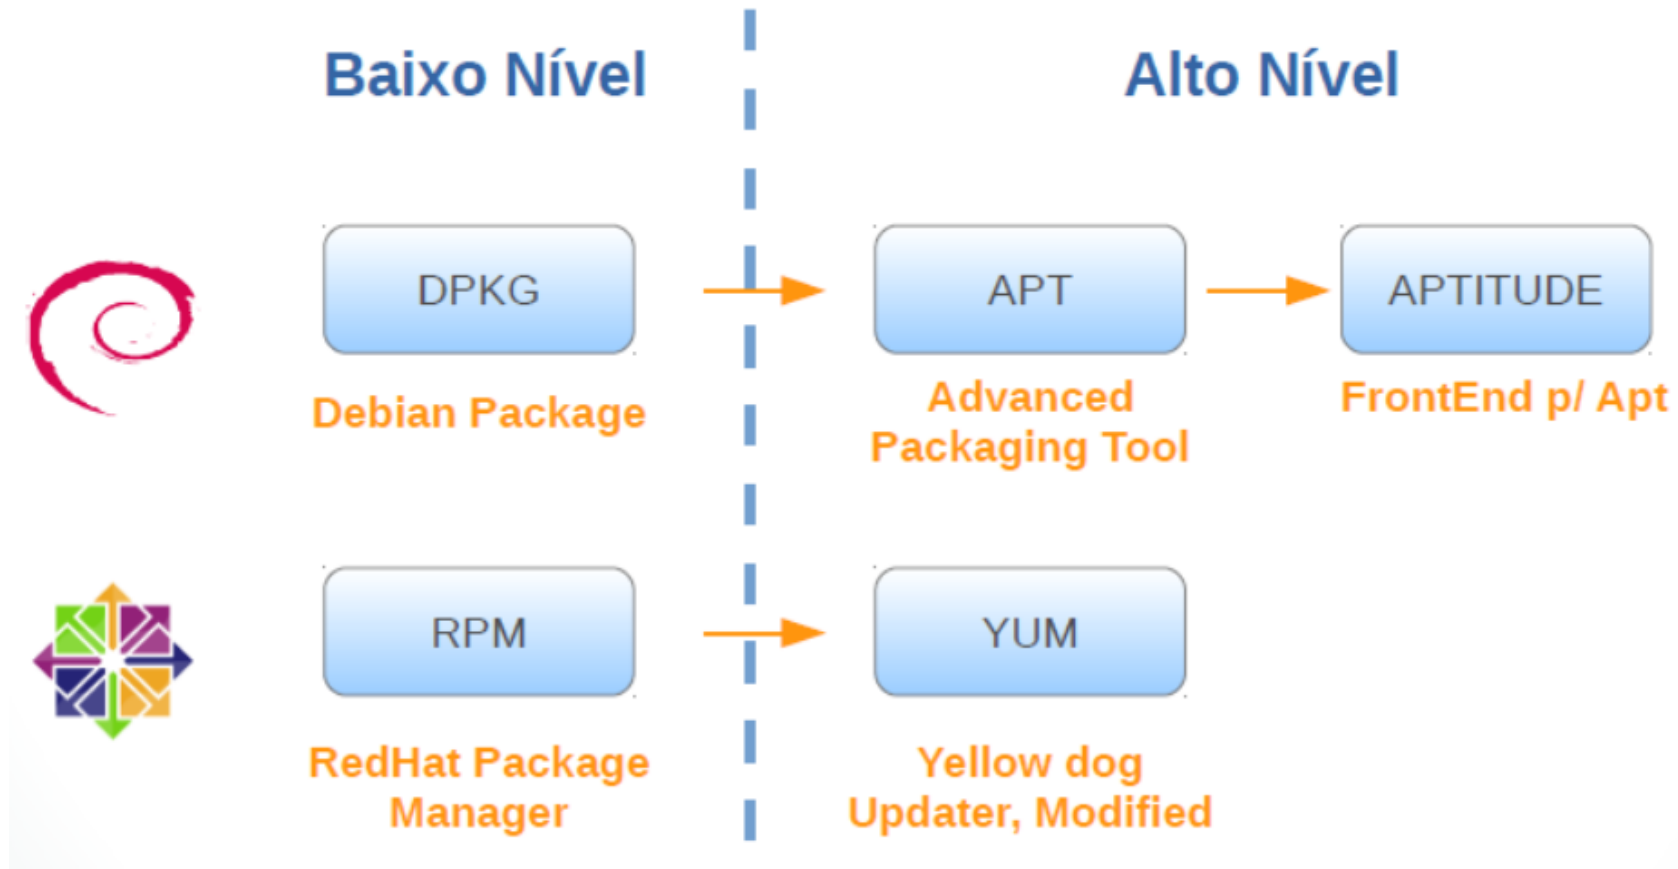 Baixo Nível
Alto Nível
DPKG
APT
APTITUDE
Debian Package
Advanced
Packaging Tool
FrontEnd p/ Apt
RPM
YUM
RedHat Package
Manager
Yellow dog
Updater, Modified